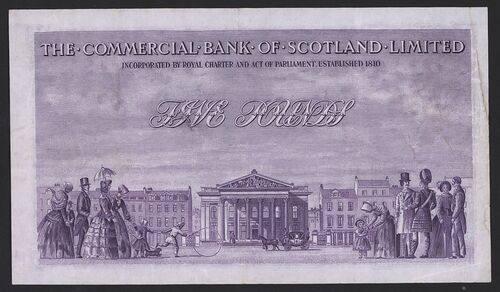 THE·COMMERCIAL·BANK·OF·SCOTLAND·LIMITED
INCORPORATED BY ROYAL CHARTER AND ACT OF PARLIAMENT. ESTABLISHED 1810
FIVE POUNDS